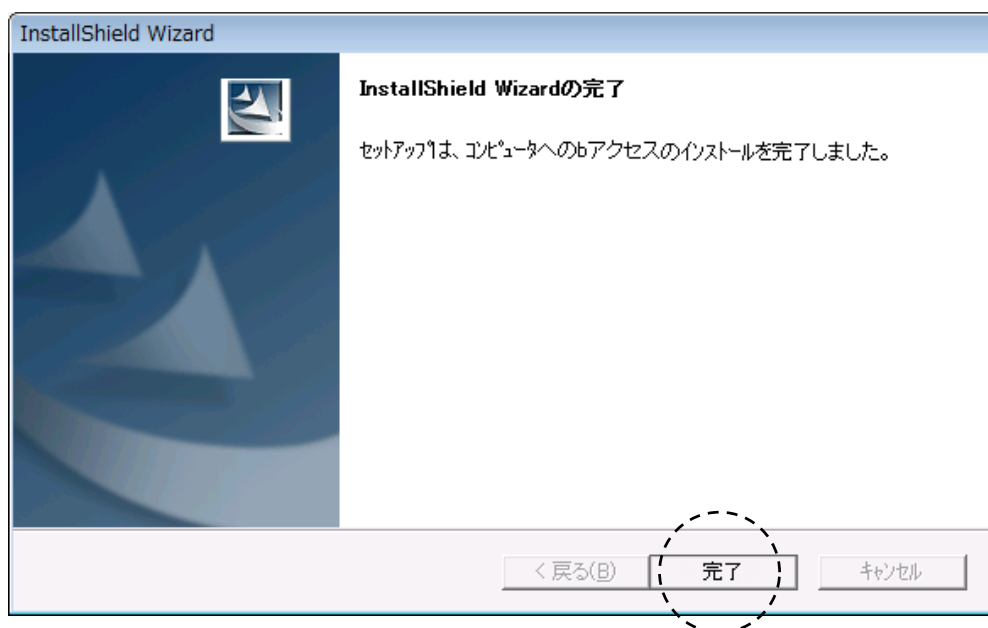 InstallShield Wizard
InstallShield Wizardの完了
セットアップは、コンピュータへのbアクセスのインストールを完了しました。
< 戻る(B)
完了
キャンセル